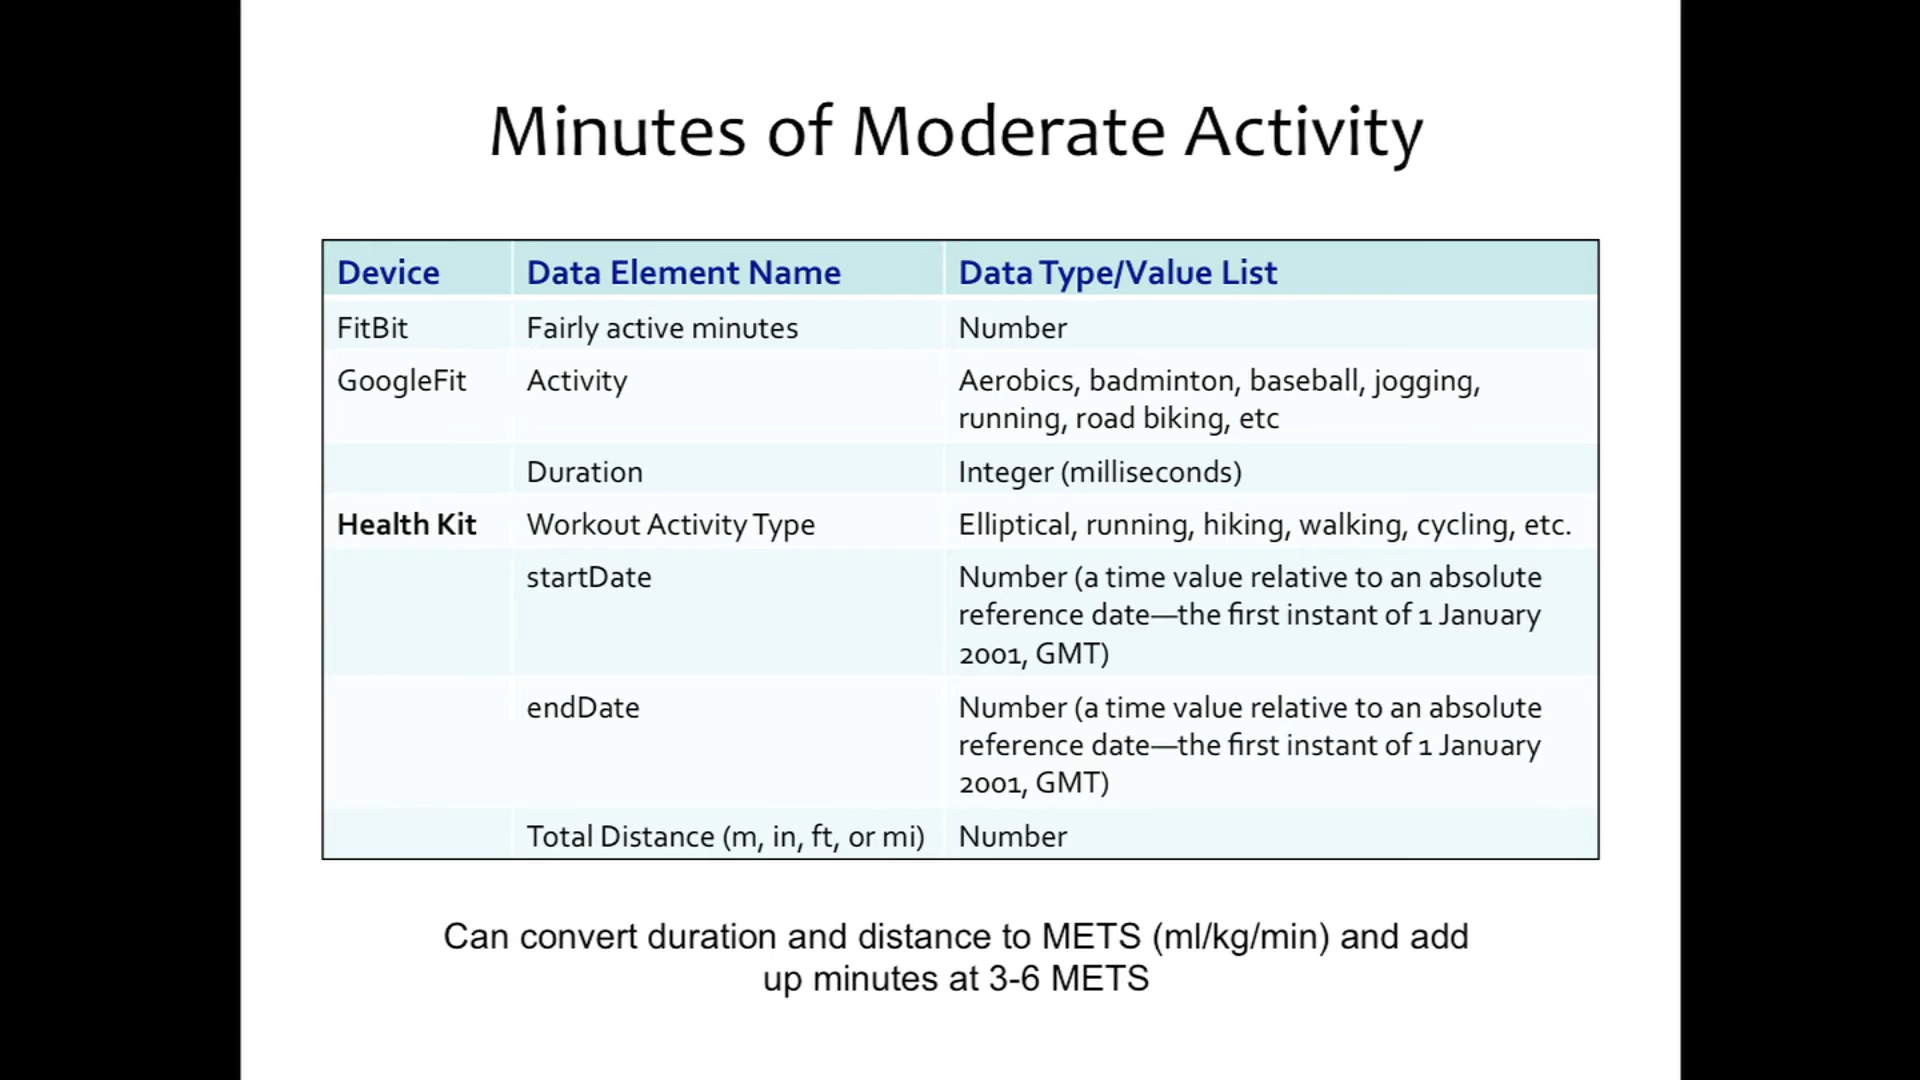 Minutes of Moderate Activity
Device Data Element Name Data Type/Value List
FitBit Fairly active minutes Number
GoogleFit Activity Aerobics, badminton, baseball, jogging,
running, road biking, etc
Duration Integer (milliseconds)
Health Kit Workout Activity Type Elliptical, running, hiking, walking, cycling, etc.
startDate Number (a time value relative to an absolute
reference date—the first instant of 1 January
2001, GMT)
endDate Number (a time value relative to an absolute
reference date—the first instant of 1 January
2001, GMT)
Total Distance (m, in, ft, or mi) Number
Can convert duration and distance to METS (ml/kg/min) and add
up minutes at 3-6 METS